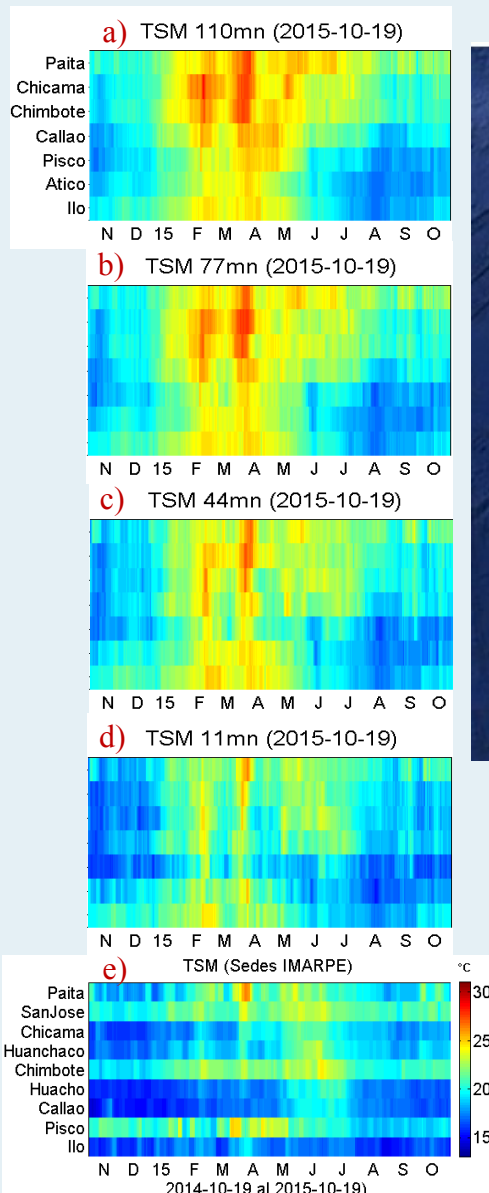 a) TSM 110mn (2015-10-19)
Paita
Chicama
Chimbote
Callao
Pisco
Atico
Ilo
N D 15 F M A M J J A S O
b) TSM 77mn (2015-10-19)
N D 15 F M A M J J A S O
c) TSM 44mn (2015-10-19)
N D 15 F M A M J J A S O
d) TSM 11mn (2015-10-19)
N D 15 F M A M J J A S O
e) TSM (Sedes IMARPE)
°C
Paita
SanJose
Chicama
Huanchaco
Chimbote
Huacho
Callao
Pisco
Ilo
30
25
20
15
N D 15 F M A M J J A S O
2014-10-19 al 2015-10-19)